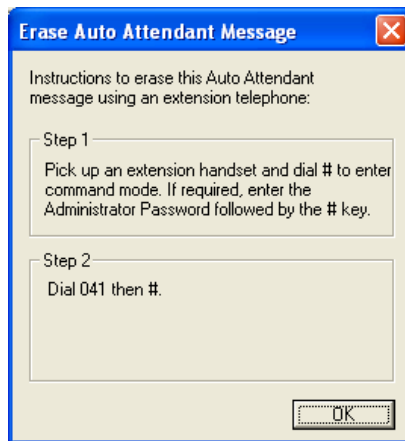 Erase Auto Attendant Message
Instructions to erase this Auto Attendant
message using an extension telephone:
Step 1
Pick up an extension handset and dial # to enter
command mode. If required, enter the
Administrator Password followed by the # key.
Step 2
Dial 041 then #.
OK